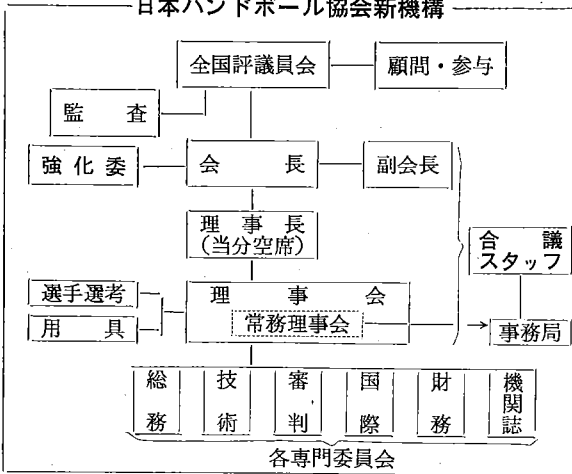 日本ハンドボール協会新機構
全国評議員会
顧問・参与
監査
強化委
会長
副会長
理事長
(当分空席)
合議
スタッフ
選手選考
用具
理事会
常務理事会
事務局
総務
技術
審判
国際
財務
機関誌
各専門委員会